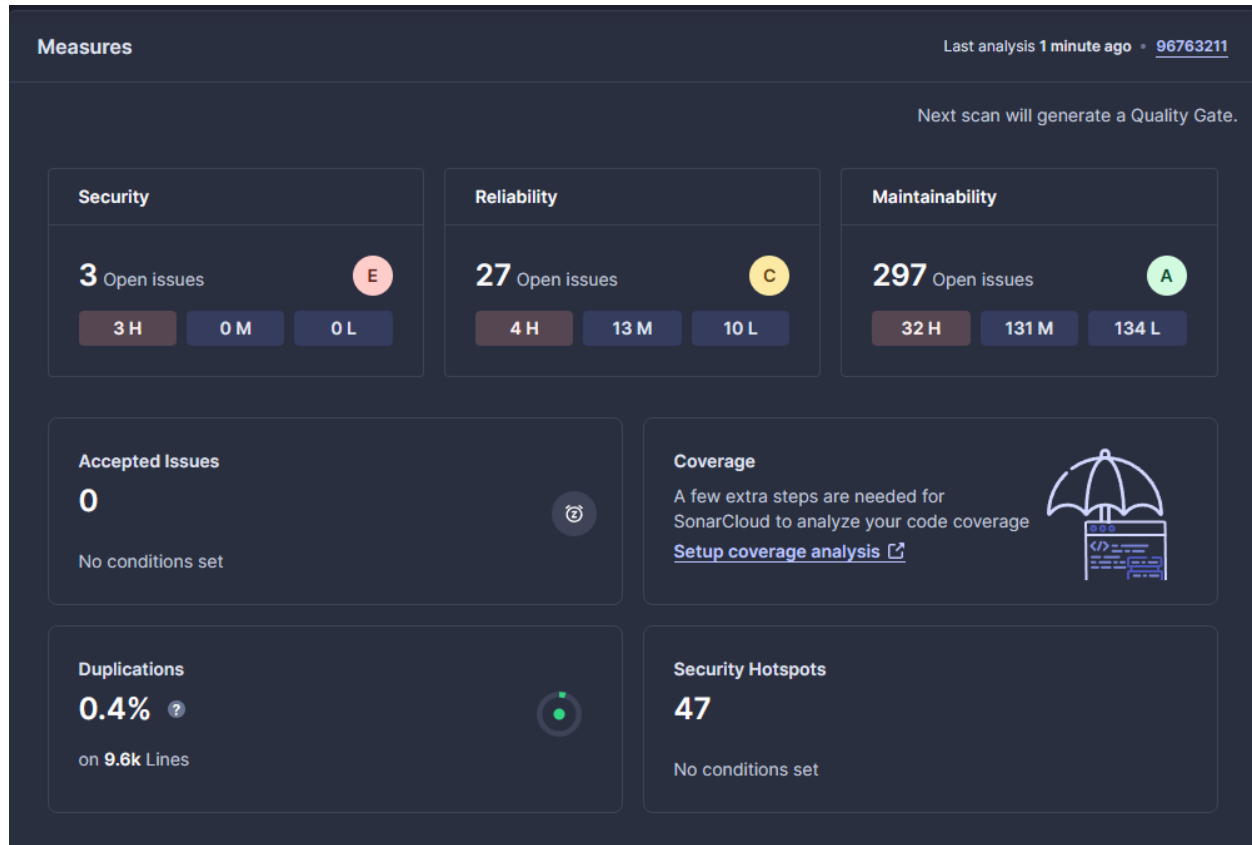 Measures
Last analysis 1 minute ago • 96763211
Next scan will generate a Quality Gate.
Security
3 Open issues
E
3 H
0 M
0 L
Reliability
27 Open issues
C
4 H
13 M
10 L
Maintainability
297 Open issues
A
32 H
131 M
134 L
Accepted Issues
0
No conditions set
Coverage
A few extra steps are needed for
SonarCloud to analyze your code coverage
Setup coverage analysis
</>
Duplications
0.4% ?
on 9.6k Lines
Security Hotspots
47
No conditions set